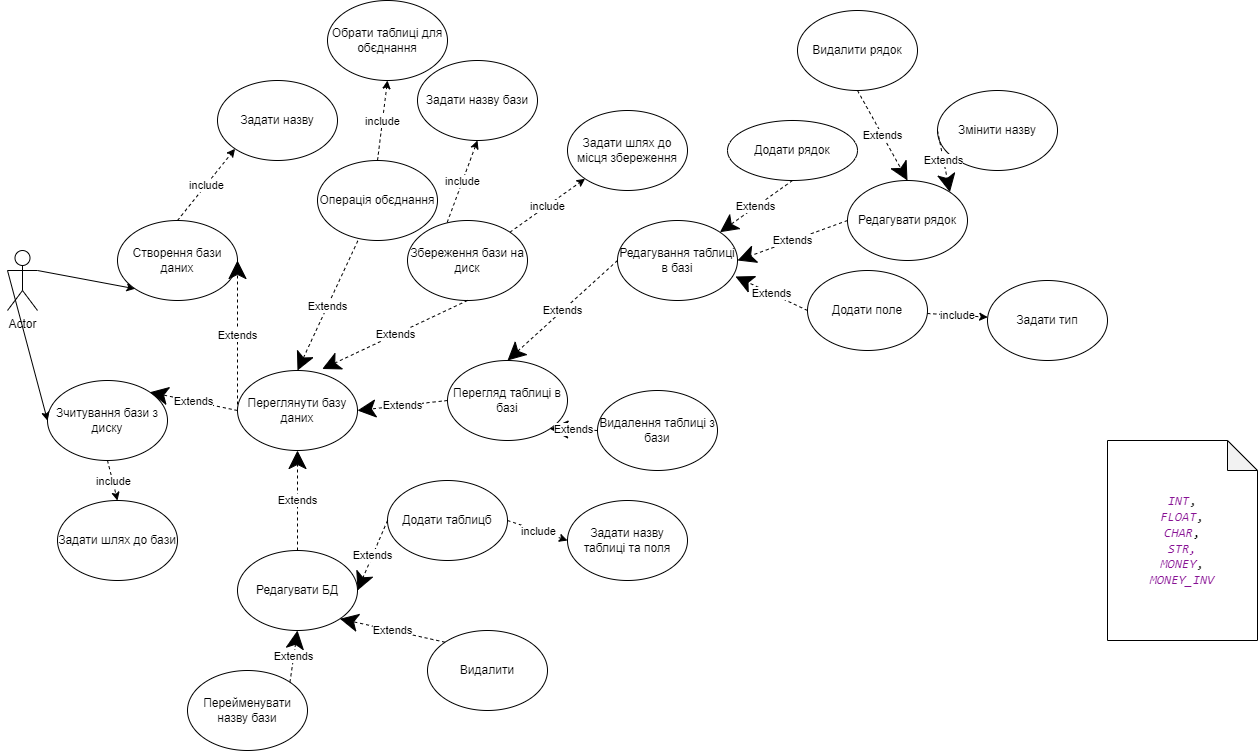 Обрати таблиці для
обєднання
Видалити рядок
Задати назву бази
Задати назву
include
Змінити назву
Extends
Задати шлях до
місця збереження
Додати рядок
Extends
include
include
include
Операція обєднання
Extends
include
Редагувати рядок
Створення бази
даних
Збереження бази на
диск
Редагування таблиці
в базі
Extends
Actor
Extends
Extends
Extends
Extends
Extends
Додати поле
include
Задати тип
Зчитування бази з
диску
Extends
Переглянути базу
даних
Extends
Перегляд таблиці в
базі
Extends
Видалення таблиці з
бази
include
Extends
Задати шлях до бази
Додати таблицб
include
Задати назву
таблиці та поля
INT,
FLOAT,
CHAR,
STR,
MONEY,
MONEY_INV
Extends
Редагувати БД
Extends
Extends
Видалити
Перейменувати
назву бази